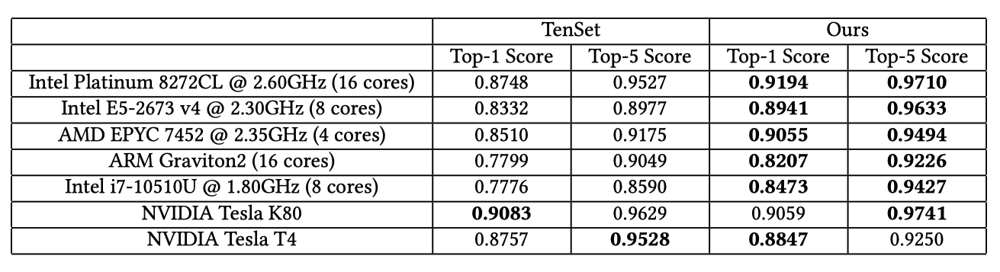 TenSet Ours
Top-1 Score Top-5 Score Top-1 Score Top-5 Score
Intel Platinum 8272CL @ 2.60GHz (16 cores) 0.8748 0.9527 0.9194 0.9710
Intel E5-2673 v4 @ 2.30GHz (8 cores) 0.8332 0.8977 0.8941 0.9633
AMD EPYC 7452 @ 2.35GHz (4 cores) 0.8510 0.9175 0.9055 0.9494
ARM Graviton2 (16 cores) 0.7799 0.9049 0.8207 0.9226
Intel i7-10510U @ 1.80GHz (8 cores) 0.7776 0.8590 0.8473 0.9427
NVIDIA Tesla K80 0.9083 0.9629 0.9059 0.9741
NVIDIA Tesla T4 0.8757 0.9528 0.8847 0.9250